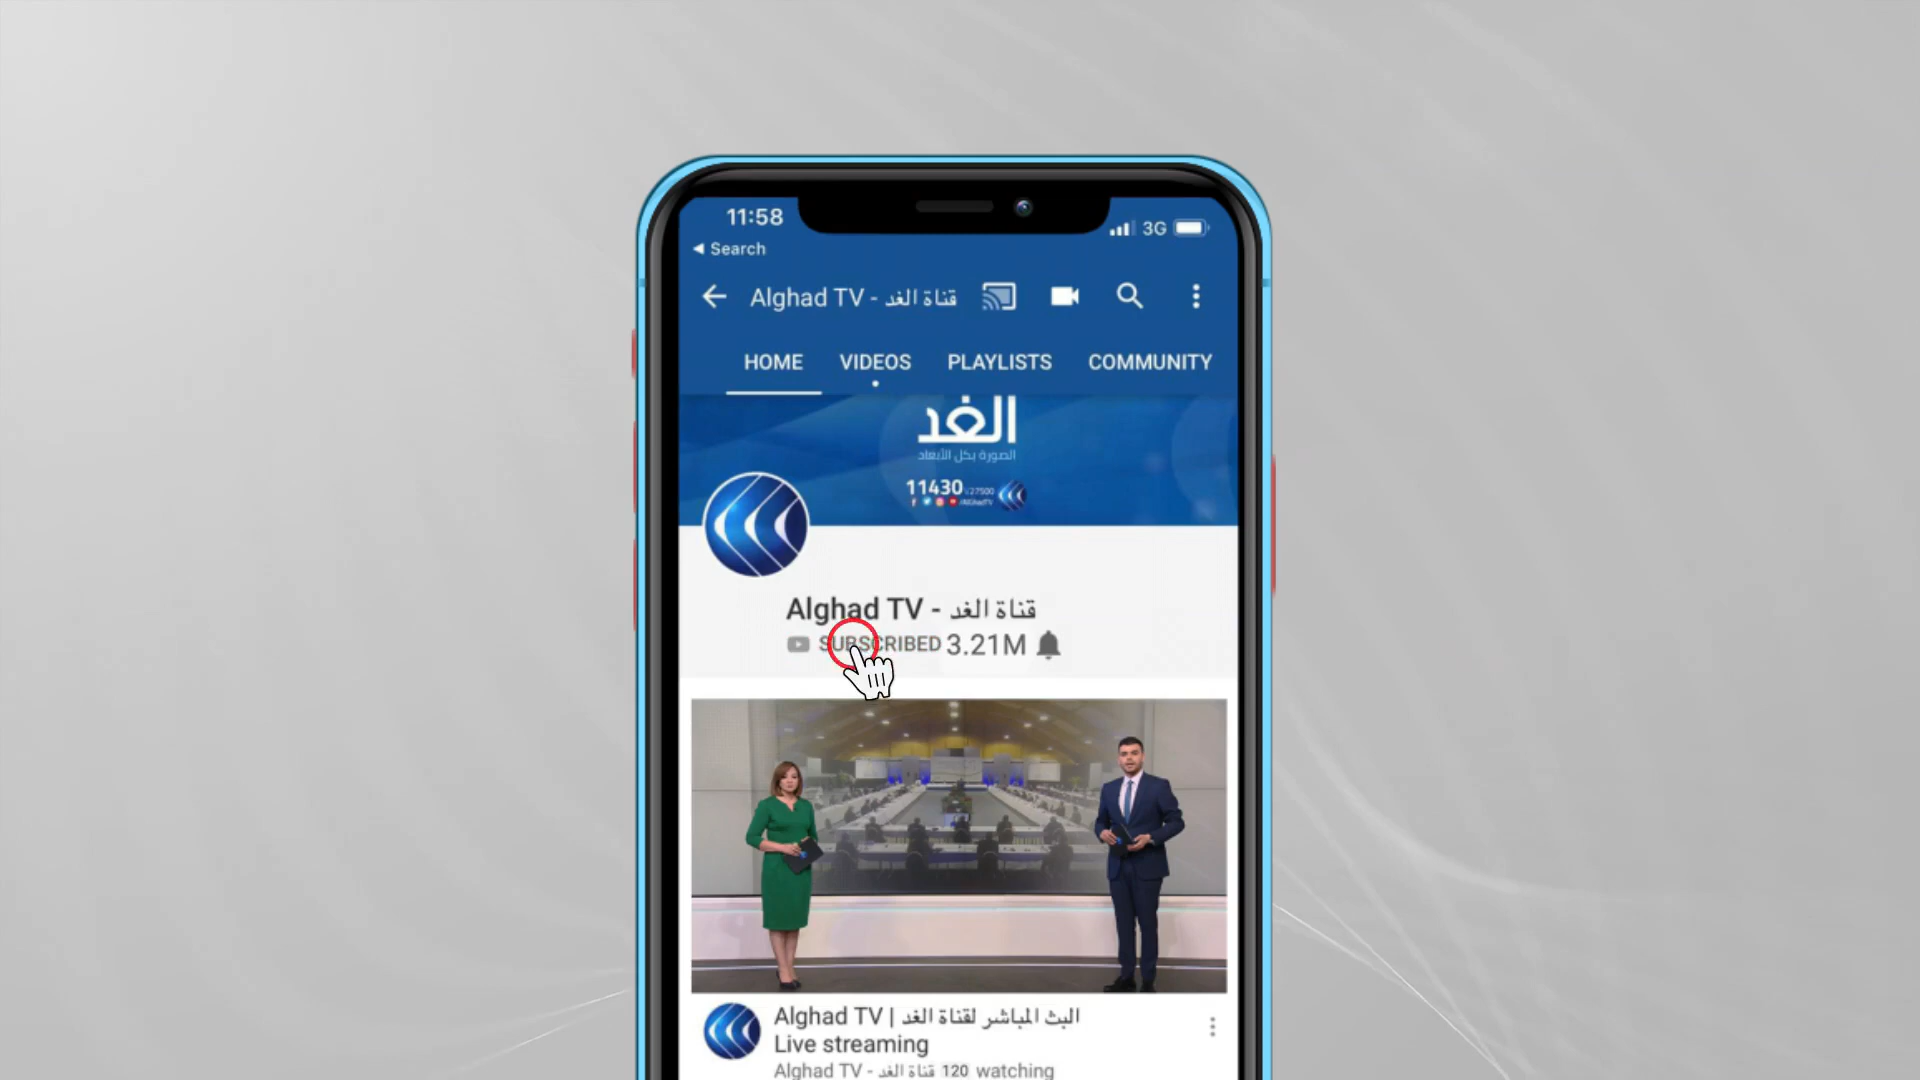 11:58
3G
Search
Alghad TV - قناة الغد
HOME VIDEOS PLAYLISTS COMMUNITY
الغد
الصورة بكل الأبعاد
11430 27500
Alghad TV - قناة الغد
SUBSCRIBED 3.21M
Alghad TV | البث المباشر لقناة الغد
Live streaming
Alghad TV - قناة الغد 120 watching